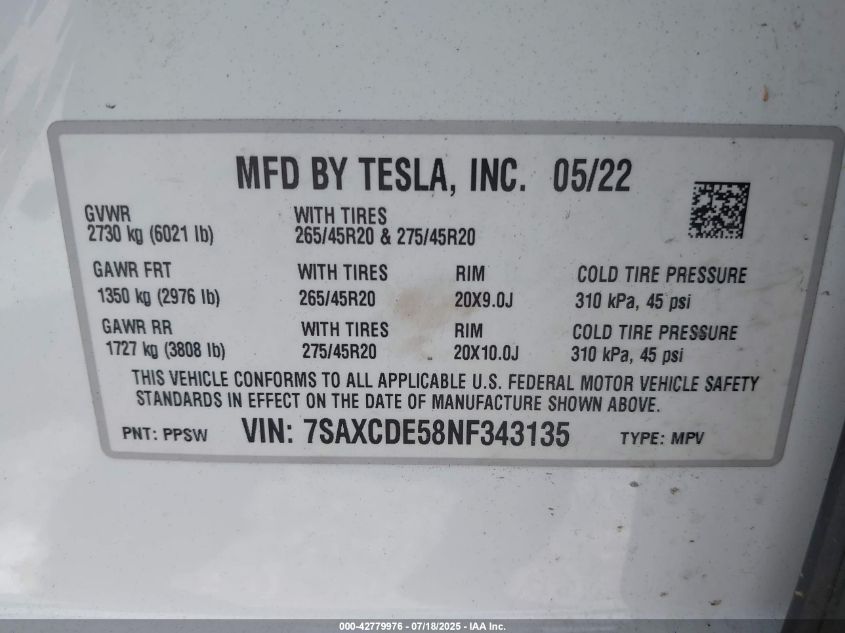 MFD BY TESLA, INC. 05/22
GVWR WITH TIRES
2730 kg (6021 lb) 265/45R20 & 275/45R20
GAWR FRT WITH TIRES RIM COLD TIRE PRESSURE
1350 kg (2976 lb) 265/45R20 20X9.0J 310 kPa, 45 psi
GAWR RR WITH TIRES RIM COLD TIRE PRESSURE
1727 kg (3808 lb) 275/45R20 20X10.0J 310 kPa, 45 psi
THIS VEHICLE CONFORMS TO ALL APPLICABLE U.S. FEDERAL MOTOR VEHICLE SAFETY
STANDARDS IN EFFECT ON THE DATE OF MANUFACTURE SHOWN ABOVE.
PNT: PPSW VIN: 7SAXCDE58NF343135 TYPE: MPV
000-42779976 - 07/18/2025 - IAA Inc.